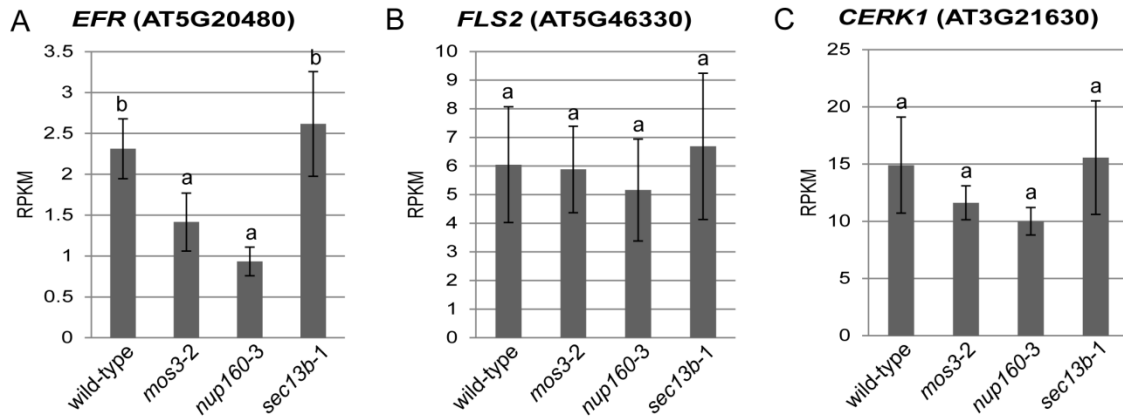 A EFR (AT5G20480)
3.5
3
2.5
2
1.5
1
0.5
0
RPKM
b
a
a
b
wild-type
mos3-2
nup160-3
sec13b-1
B FLS2 (AT5G46330)
10
9
8
7
6
5
4
3
2
1
0
RPKM
a
a
a
a
wild-type
mos3-2
nup160-3
sec13b-1
C CERK1 (AT3G21630)
25
20
15
10
5
0
RPKM
a
a
a
a
wild-type
mos3-2
nup160-3
sec13b-1